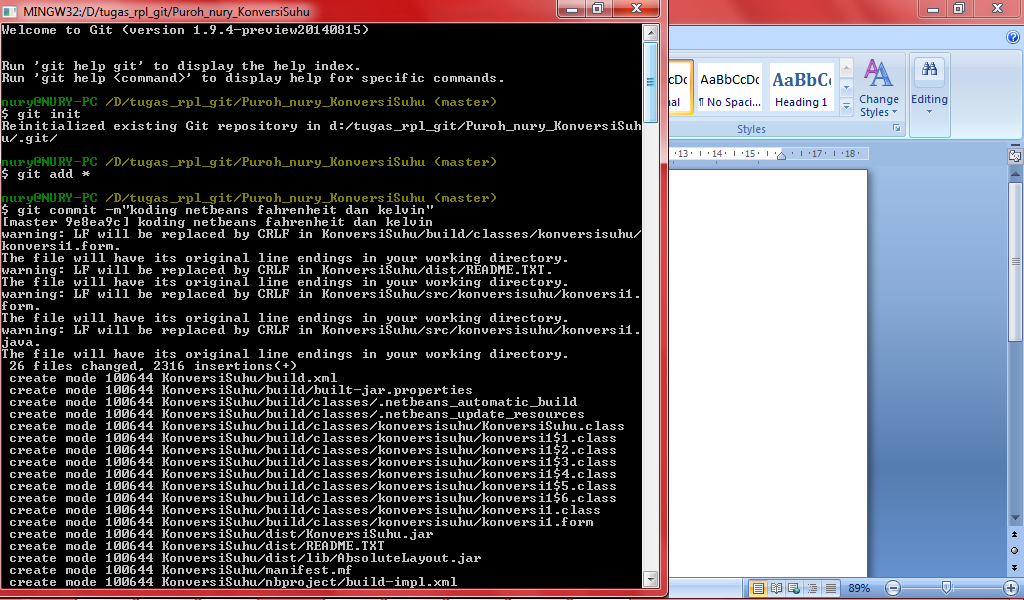 MINGW32:/D/tugas_rpl_git/Puroh_nury_KonversiSuhu
Welcome to Git (version 1.9.4-preview20140815)
Run 'git help git' to display the help index.
Run 'git help <command>' to display help for specific commands.
nury@NURY-PC /D/tugas_rpl_git/Puroh_nury_KonversiSuhu (master)
$ git init
Reinitialized existing Git repository in d:/tugas_rpl_git/Puroh_nury_KonversiSuh
u/.git/
nury@NURY-PC /D/tugas_rpl_git/Puroh_nury_KonversiSuhu (master)
$ git add *
nury@NURY-PC /D/tugas_rpl_git/Puroh_nury_KonversiSuhu (master)
$ git commit -m"koding netbeans fahrenheit dan kelvin"
[master 9e8ea9c] koding netbeans fahrenheit dan kelvin
warning: LF will be replaced by CRLF in KonversiSuhu/build/classes/konversisuhu/
konversi1.form.
The file will have its original line endings in your working directory.
warning: LF will be replaced by CRLF in KonversiSuhu/dist/README.TXT.
The file will have its original line endings in your working directory.
warning: LF will be replaced by CRLF in KonversiSuhu/src/konversisuhu/konversi1.
form.
The file will have its original line endings in your working directory.
warning: LF will be replaced by CRLF in KonversiSuhu/src/konversisuhu/konversi1.
java.
The file will have its original line endings in your working directory.
26 files changed, 2316 insertions(+)
create mode 100644 KonversiSuhu/build.xml
create mode 100644 KonversiSuhu/build/built-jar.properties
create mode 100644 KonversiSuhu/build/classes/.netbeans_automatic_build
create mode 100644 KonversiSuhu/build/classes/.netbeans_update_resources
create mode 100644 KonversiSuhu/build/classes/konversisuhu/KonversiSuhu.class
create mode 100644 KonversiSuhu/build/classes/konversisuhu/konversi1$1.class
create mode 100644 KonversiSuhu/build/classes/konversisuhu/konversi1$2.class
create mode 100644 KonversiSuhu/build/classes/konversisuhu/konversi1$3.class
create mode 100644 KonversiSuhu/build/classes/konversisuhu/konversi1$4.class
create mode 100644 KonversiSuhu/build/classes/konversisuhu/konversi1$5.class
create mode 100644 KonversiSuhu/build/classes/konversisuhu/konversi1$6.class
create mode 100644 KonversiSuhu/build/classes/konversisuhu/konversi1.class
create mode 100644 KonversiSuhu/build/classes/konversisuhu/konversi1.form
create mode 100644 KonversiSuhu/dist/KonversiSuhu.jar
create mode 100644 KonversiSuhu/dist/README.TXT
create mode 100644 KonversiSuhu/dist/lib/AbsoluteLayout.jar
create mode 100644 KonversiSuhu/manifest.mf
create mode 100644 KonversiSuhu/nbproject/build-impl.xml
AaBbCcDc AaBbC
¶ No Spaci... Heading 1
Change
Styles
Editing
Styles
13 14 15 17 18
89%